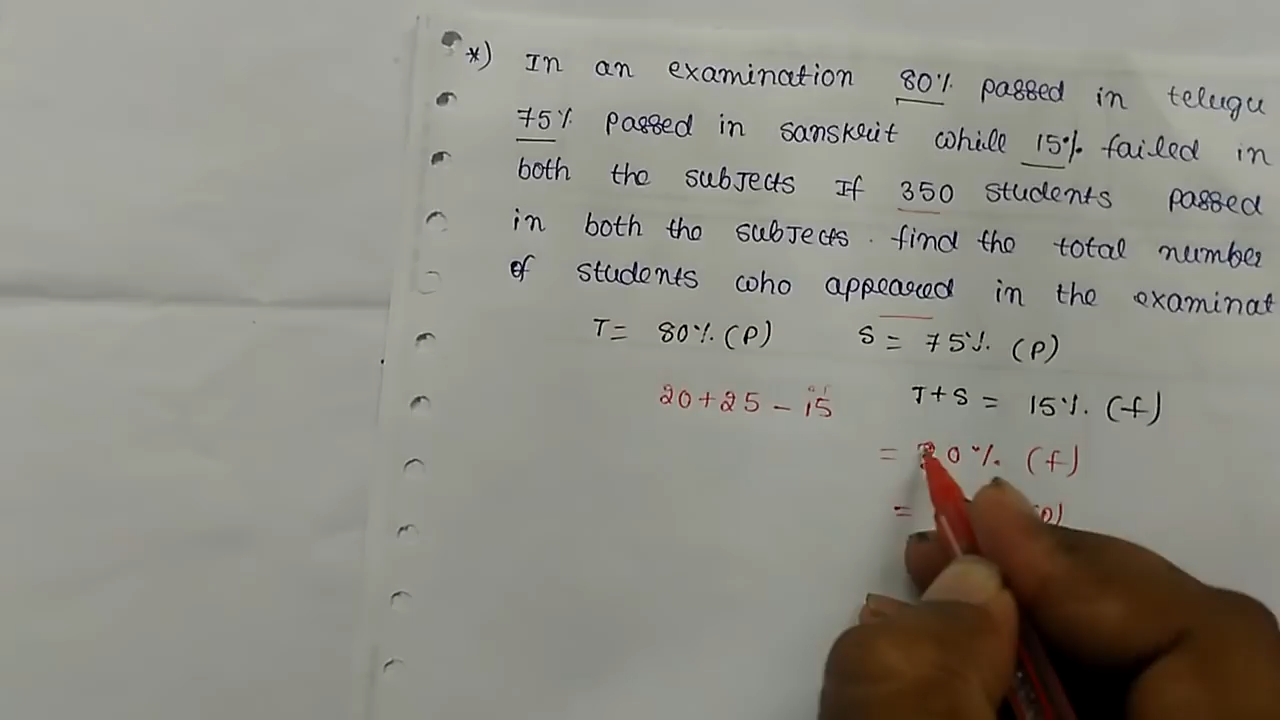 *) In an examination 80% passed in telugu
75% passed in sanskrit while 15% failed in
both the subjects If 350 students passed
in both the subjects. find the total number
of students who appeared in the examinat
T = 80% (P) S = 75% (P)
20+25-15 T+S = 15% (f)
= 30% (f)
= (p)